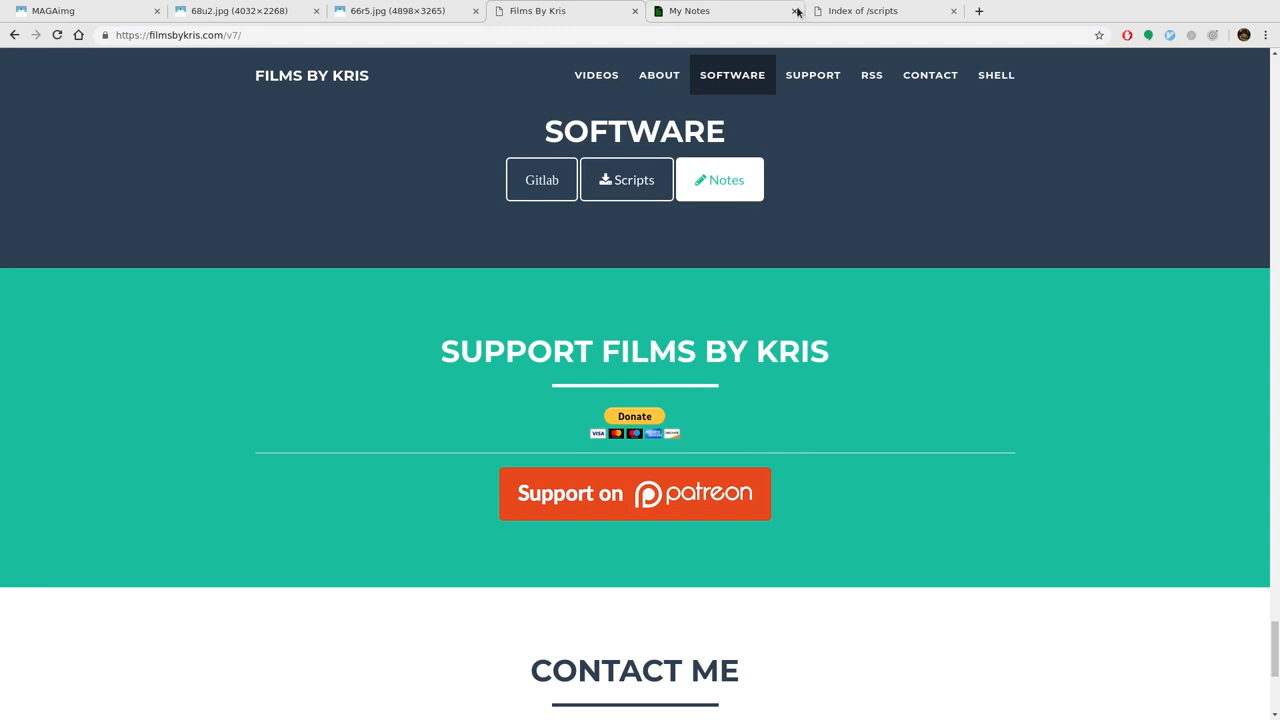 MAGAimg
68u2.jpg (4032×2268)
66r5.jpg (4898×3265)
Films By Kris
My Notes
Index of /scripts
https://filmsbykris.com/v7/
FILMS BY KRIS
VIDEOS ABOUT SOFTWARE SUPPORT RSS CONTACT SHELL
SOFTWARE
Gitlab Scripts Notes
SUPPORT FILMS BY KRIS
Donate
VISA
Support on patreon
CONTACT ME